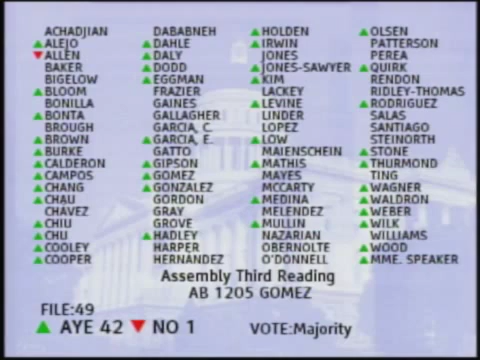 ACHADJIAN DABABNEH ▲HOLDEN ▲OLSEN
▲ALEJO ▲DAHLE ▲IRWIN PATTERSON
▼ALLEN ▲DALY JONES PEREA
BAKER ▲DODD ▲JONES-SAWYER ▲QUIRK
BIGELOW ▲EGGMAN ▲KIM RENDON
▲BLOOM FRAZIER LACKEY RIDLEY-THOMAS
BONILLA GAINES ▲LEVINE ▲RODRIGUEZ
▲BONTA GALLAGHER LINDER SALAS
BROUGH GARCIA, C. LOPEZ SANTIAGO
▲BROWN ▲GARCIA, E. ▲LOW STEINORTH
▲BURKE GATTO MAIENSCHEIN ▲STONE
▲CALDERON ▲GIPSON ▲MATHIS ▲THURMOND
▲CAMPOS ▲GOMEZ MAYES TING
▲CHANG ▲GONZALEZ MCCARTY ▲WAGNER
▲CHAU GORDON ▲MEDINA ▲WALDRON
CHÁVEZ GRAY MELENDEZ ▲WEBER
▲CHIU GROVE ▲MULLIN ▲WILK
▲CHU ▲HADLEY NAZARIAN WILLIAMS
▲COOLEY HARPER OBERNOLTE ▲WOOD
▲COOPER HERNÁNDEZ O'DONNELL ▲MME. SPEAKER
Assembly Third Reading
AB 1205 GOMEZ
FILE:49
▲ AYE 42 ▼ NO 1 VOTE:Majority